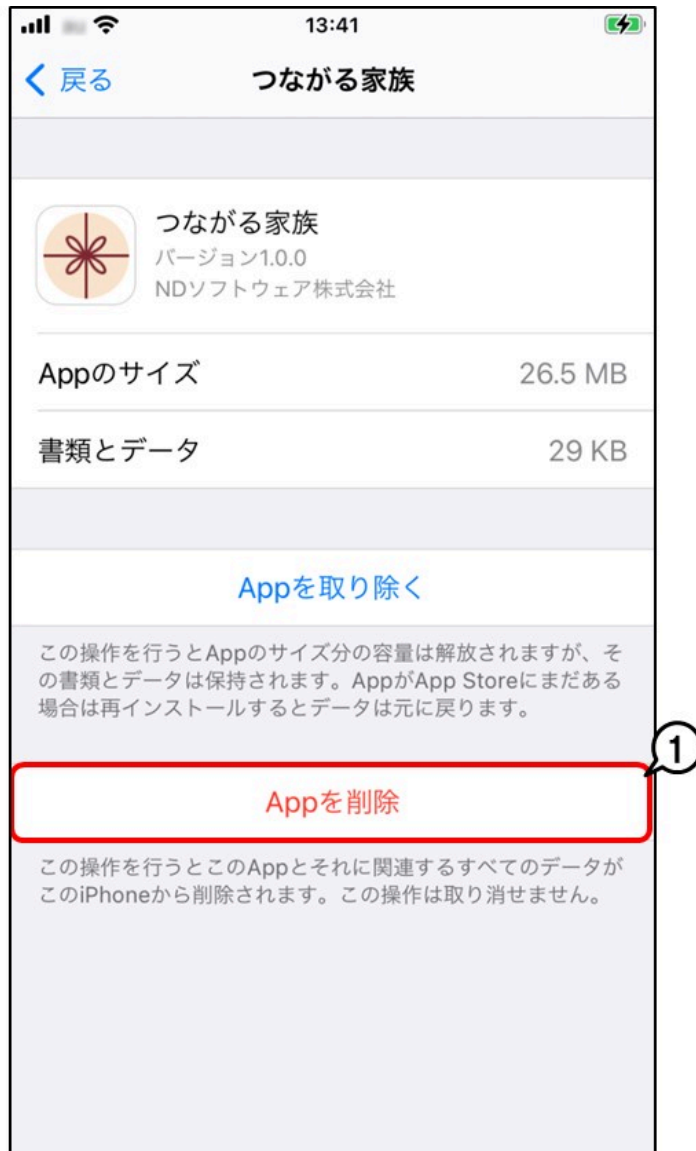 13:41
戻る
つながる家族
つながる家族
バージョン1.0.0
NDソフトウェア株式会社
Appのサイズ 26.5 MB
書類とデータ 29 KB
Appを取り除く
この操作を行うとAppのサイズ分の容量は解放されますが、そ
の書類とデータは保持されます。AppがApp Storeにまだある
場合は再インストールするとデータは元に戻ります。
1
Appを削除
この操作を行うとこのAppとそれに関連するすべてのデータが
このiPhoneから削除されます。この操作は取り消せません。